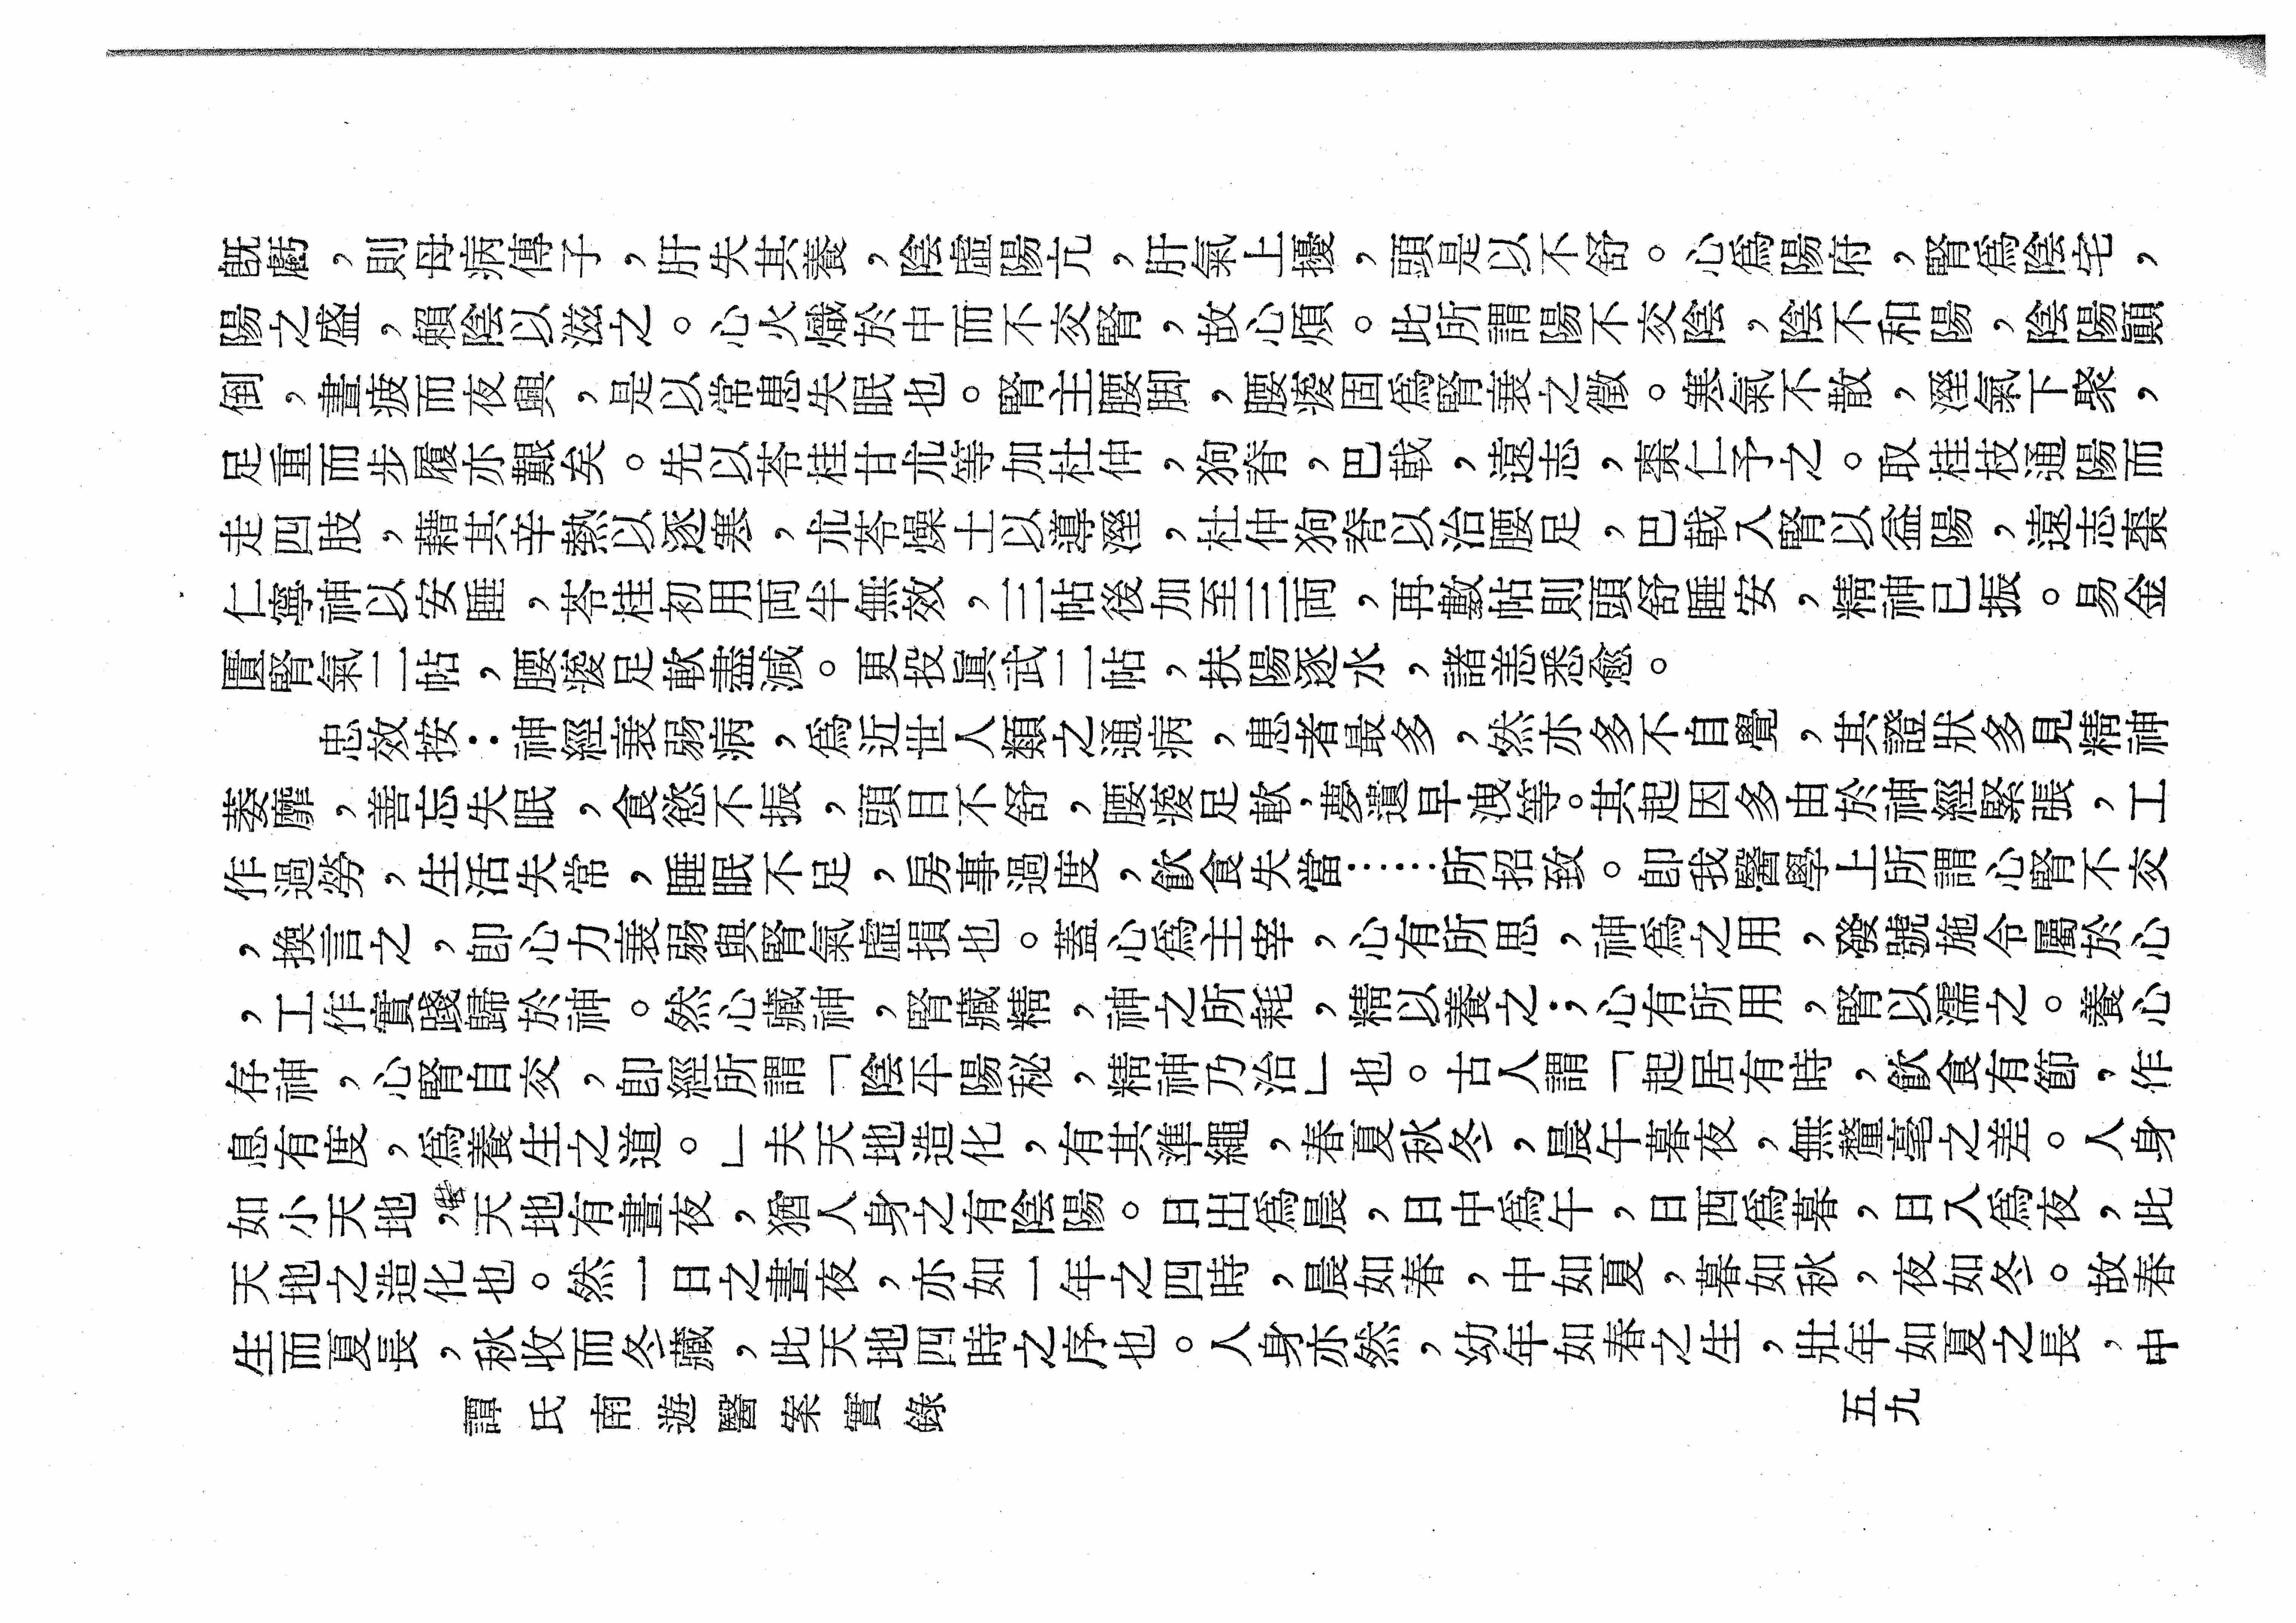 既虧，則母病傳子，肝失其養，陰虛陽亢，肝氣上擾，頭是以不舒。心爲陽府，腎爲陰宅，
陽之盛，賴陰以滋之。心火熾於中而不交腎，故心煩。此所謂陽不交陰，陰不和陽，陰陽顚
倒，晝疲而夜興，是以常患失眠也。腎主腰脚，腰痠固爲腎衰之徵。寒氣不散，溼氣下聚，
足重而步履亦艱矣。先以苓桂甘朮等加杜仲，狗脊，巴戟，遠志，棗仁予之。取桂枝通陽而
走四肢，藉其辛熱以逐寒，朮苓燥土以導溼，杜仲狗脊以治腰足，巴戟入腎以益陽，遠志棗
仁寧神以安睡，苓桂初用両半無效，三帖後加至三両，再數帖則頭舒睡安，精神已振。易金
匱腎氣二帖，腰痠足軟盡減。更投眞武二帖，扶陽逐水，諸恙悉愈。
忠效按：神經衰弱病，爲近世人類之通病，患者最多，然亦多不自覺，其證狀多見精神
萎靡，善忘失眠，食慾不振，頭目不舒，腰痠足軟，夢遺早洩等。其起因多由於神經緊張，工
作過勞，生活失常，睡眠不足，房事過度，飲食失當……所招致。卽我醫學上所謂心腎不交
，換言之，卽心力衰弱與腎氣虛損也。蓋心爲主宰，心有所思，神爲之用，發號施令屬於心
，工作實踐歸於神。然心藏神，腎藏精，神之所耗，精以養之；心有所用，腎以濡之。養心
存神，心腎自交，卽經所謂「陰平陽秘，精神乃治」也。古人謂「起居有時，飲食有節，作
息有度，爲養生之道。」夫天地造化，有其準繩，春夏秋冬，晨午暮夜，無釐毫之差。人身
如小天地，天地有晝夜，猶人身之有陰陽。日出爲晨，日中爲午，日西爲暮，日入爲夜，此
天地之造化也。然一日之晝夜，亦如一年之四時，晨如春，中如夏，暮如秋，夜如冬。故春
生而夏長，秋收而冬藏，此天地四時之序也。人身亦然，幼年如春之生，壯年如夏之長，中
譚氏南遊醫案實錄
五九